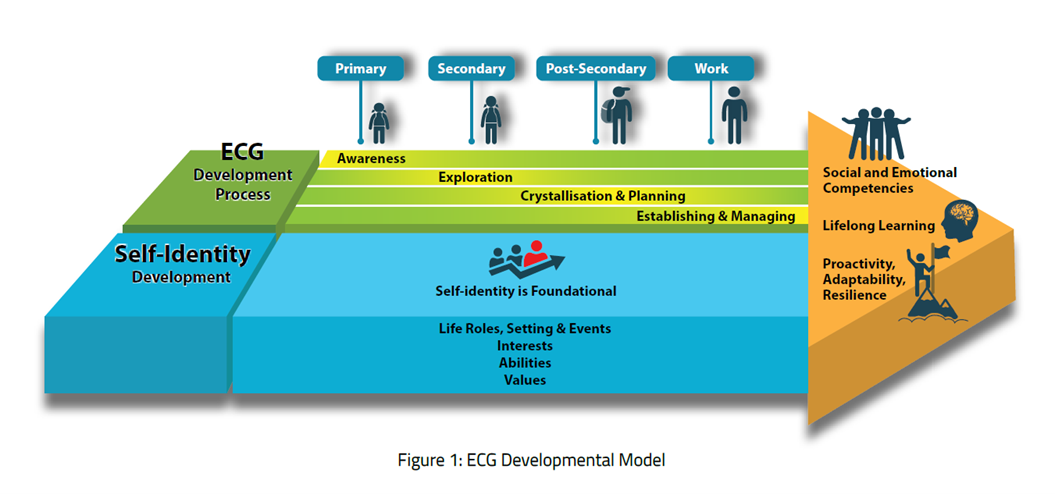 Primary
Secondary
Post-Secondary
Work
ECG
Development
Process
Awareness
Exploration
Crystallisation & Planning
Establishing & Managing
Social and Emotional
Competencies
Lifelong Learning
Proactivity,
Adaptability,
Resilience
Self-Identity
Development
Self-identity is Foundational
Life Roles, Setting & Events
Interests
Abilities
Values
Figure 1: ECG Developmental Model